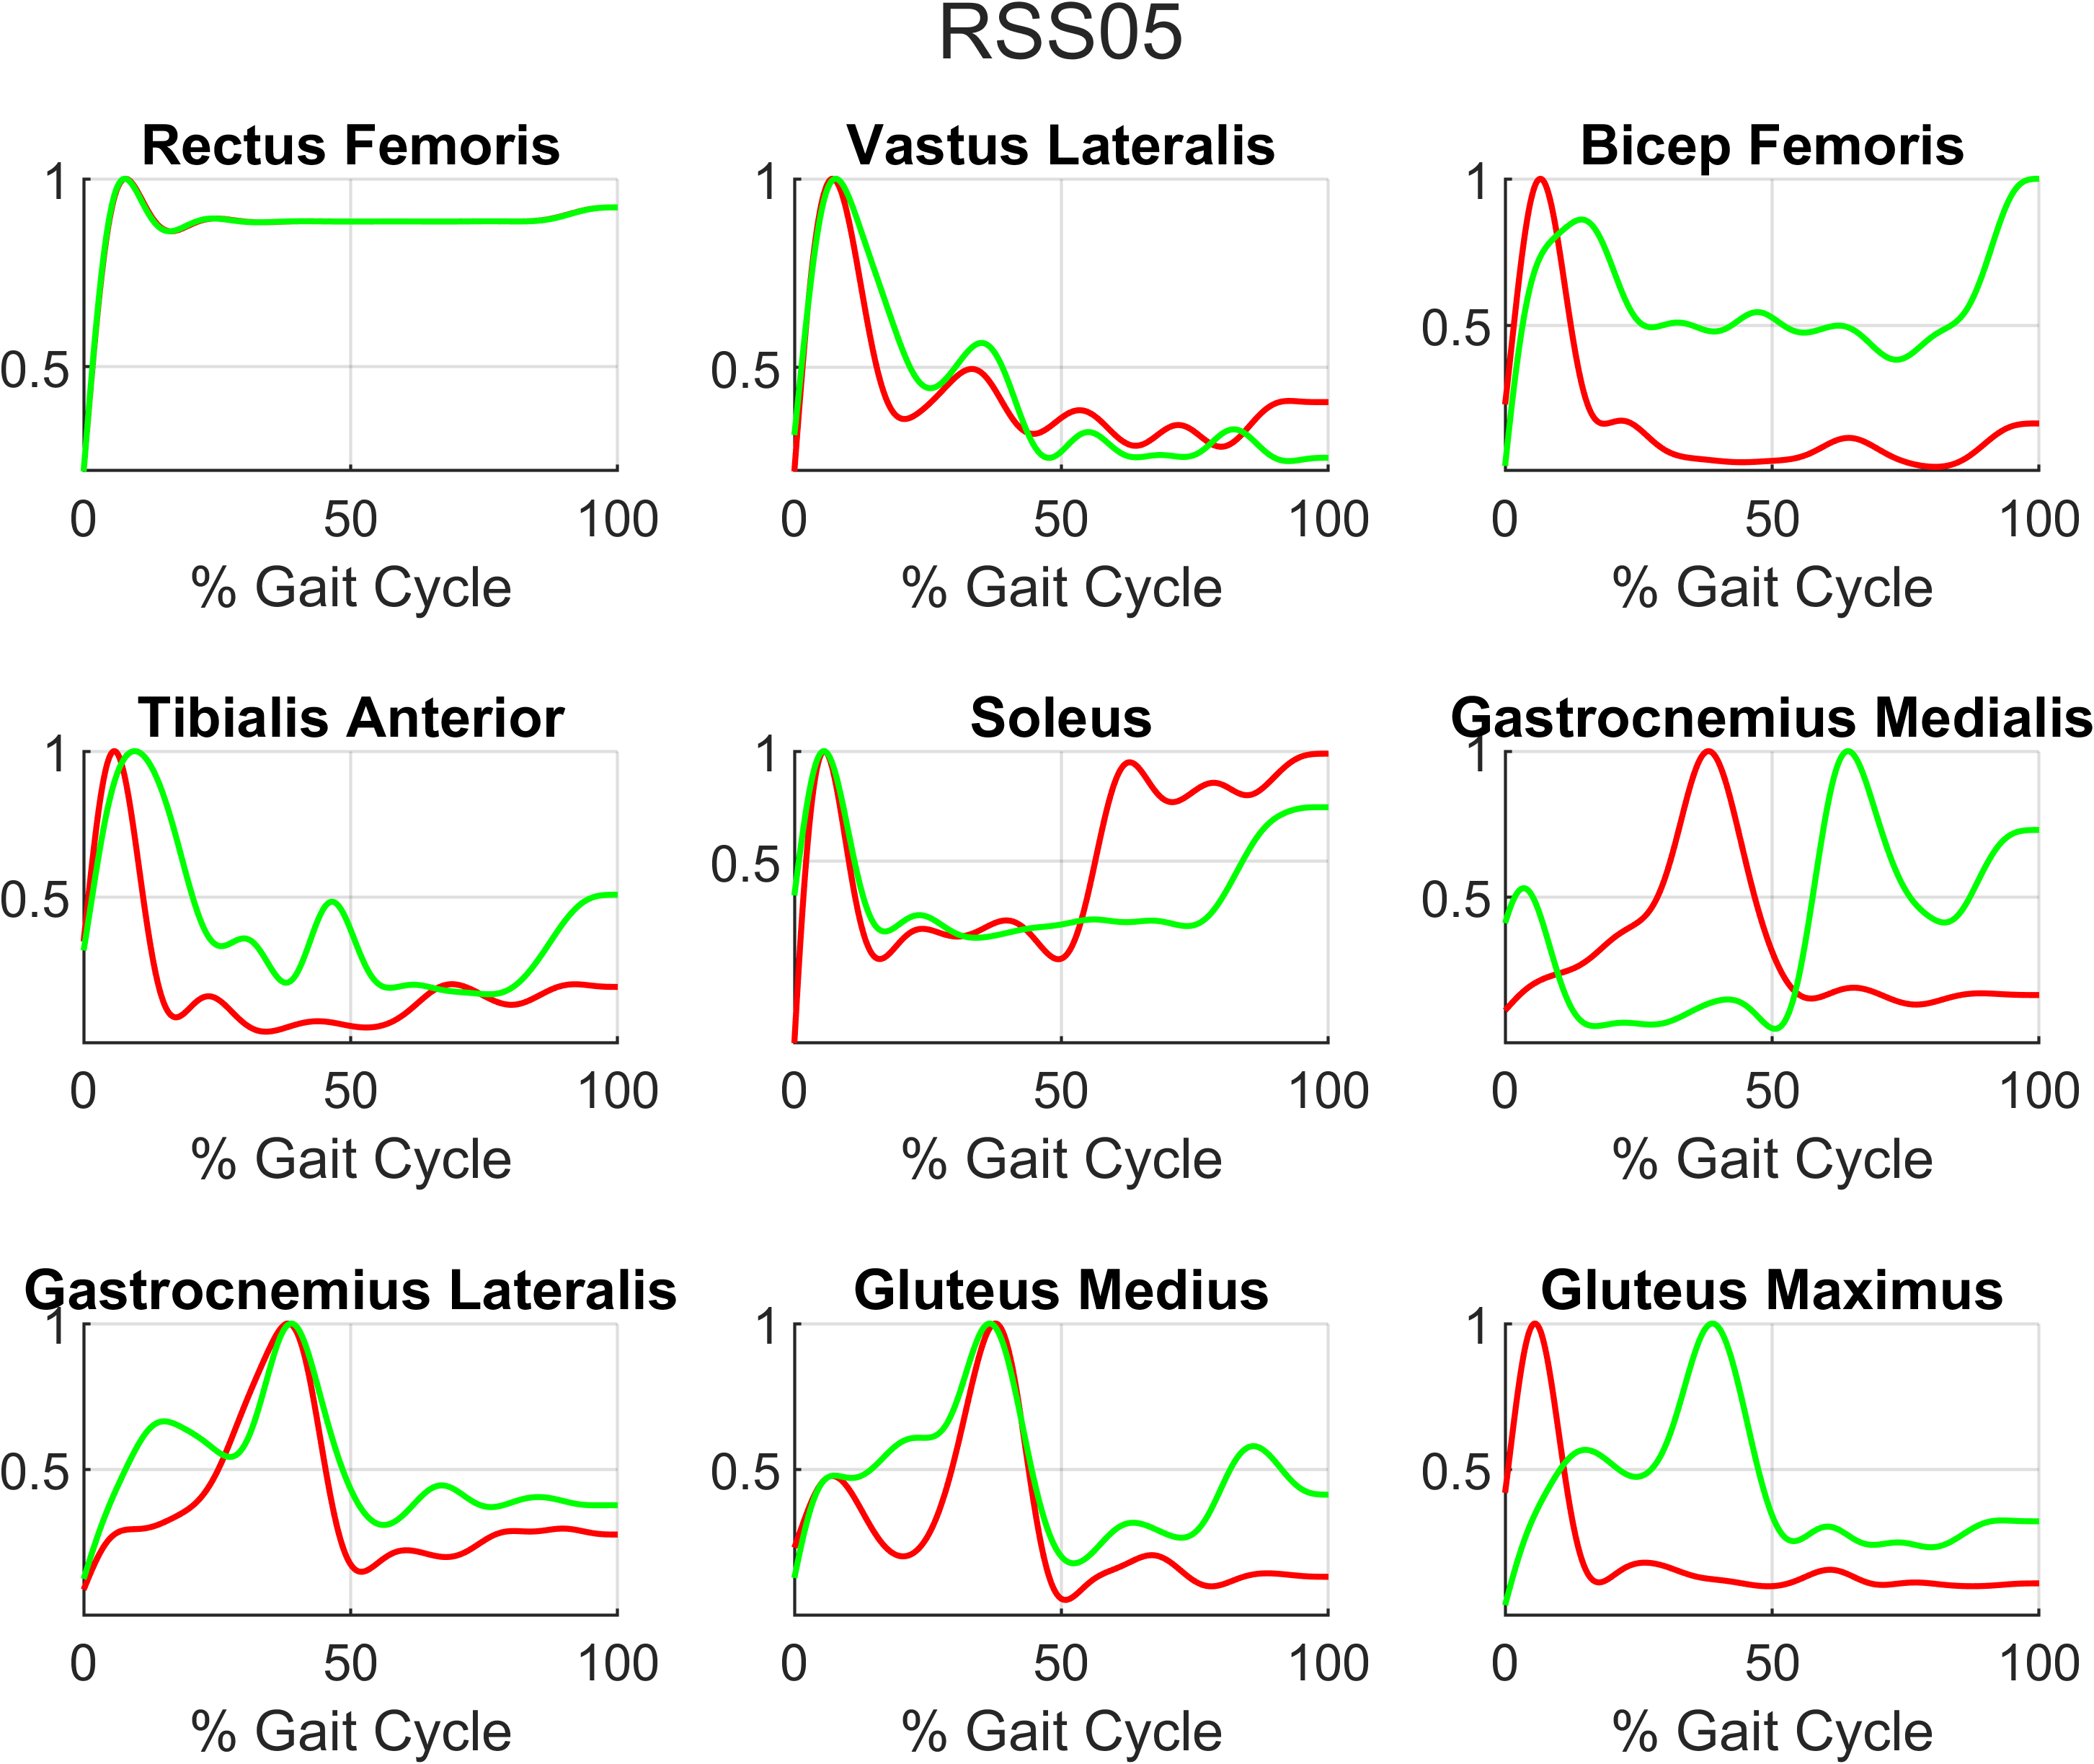 RSS05
Rectus Femoris Vastus Lateralis Bicep Femoris
1 1 1
0.5 0.5 0.5
0 50 100 0 50 100 0 50 100
% Gait Cycle % Gait Cycle % Gait Cycle
Tibialis Anterior Soleus Gastrocnemius Medialis
1 1 1
0.5 0.5 0.5
0 50 100 0 50 100 0 50 100
% Gait Cycle % Gait Cycle % Gait Cycle
Gastrocnemius Lateralis Gluteus Medius Gluteus Maximus
1 1 1
0.5 0.5 0.5
0 50 100 0 50 100 0 50 100
% Gait Cycle % Gait Cycle % Gait Cycle